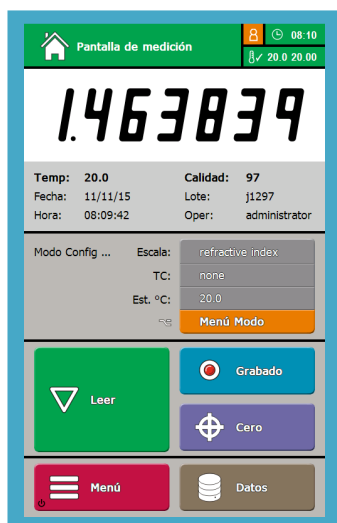 Pantalla de medición
8 08:10
20.0 20.00
1.463839
Temp: 20.0 Calidad: 97
Fecha: 11/11/15 Lote: j1297
Hora: 08:09:42 Oper: administrator
Modo Config ... Escala: refractive index
TC: none
Est. ºC: 20.0
Menú Modo
Leer
Grabado
Cero
Menú
Datos